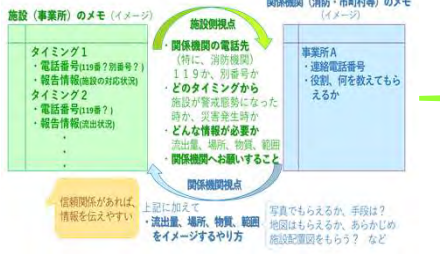 施設（事業所）のメモ（イメージ）
タイミング１
・電話番号(119番？別番号？)
・報告情報(施設の対応状況)
タイミング２
・電話番号(119番？)
・報告情報(流出状況)
・
・
・
施設側視点
・関係機関の電話先
（特に、消防機関）
１１９か、別番号か
・どのタイミングから
施設が警戒態勢になった
時か、災害発生時か
・どんな情報が必要か
流出量、場所、物質、範囲
・関係機関へお願いすること
関係機関視点
関係機関（消防・市町村等）のメモ
（イメージ）
事業所A
・連絡電話番号
・役割、何を教えてもら
えるか
信頼関係があれば、
情報を伝えやすい
上記に加えて
・流出量、場所、物質、範囲
をイメージするやり方
写真でもらえるか、手段は？
地図はもらえるか、あらかじめ
施設配置図をもらう？ など